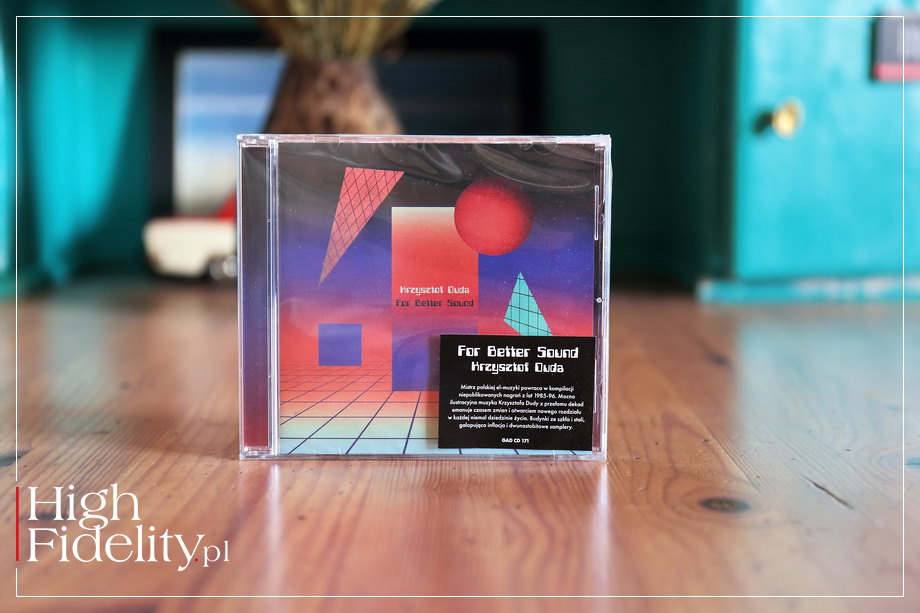 Krzysztof Duda
For Better Sound
For Better Sound
Krzysztof Duda
Mistrz polskiej el-muzyki powraca w kompilacji
niepublikowanych nagrań z lat 1985-96. Mocno
ilustracyjna muzyka Krzysztofa Dudy z przełomu dekad
emanuje czasem zmian i otwarciem nowego rozdziału
w każdej niemal dziedzinie życia. Budynki ze szkła i stali,
galopująca inflacja i dwunastobitowe samplery.
GAD CD 171
High
Fidelity.pl